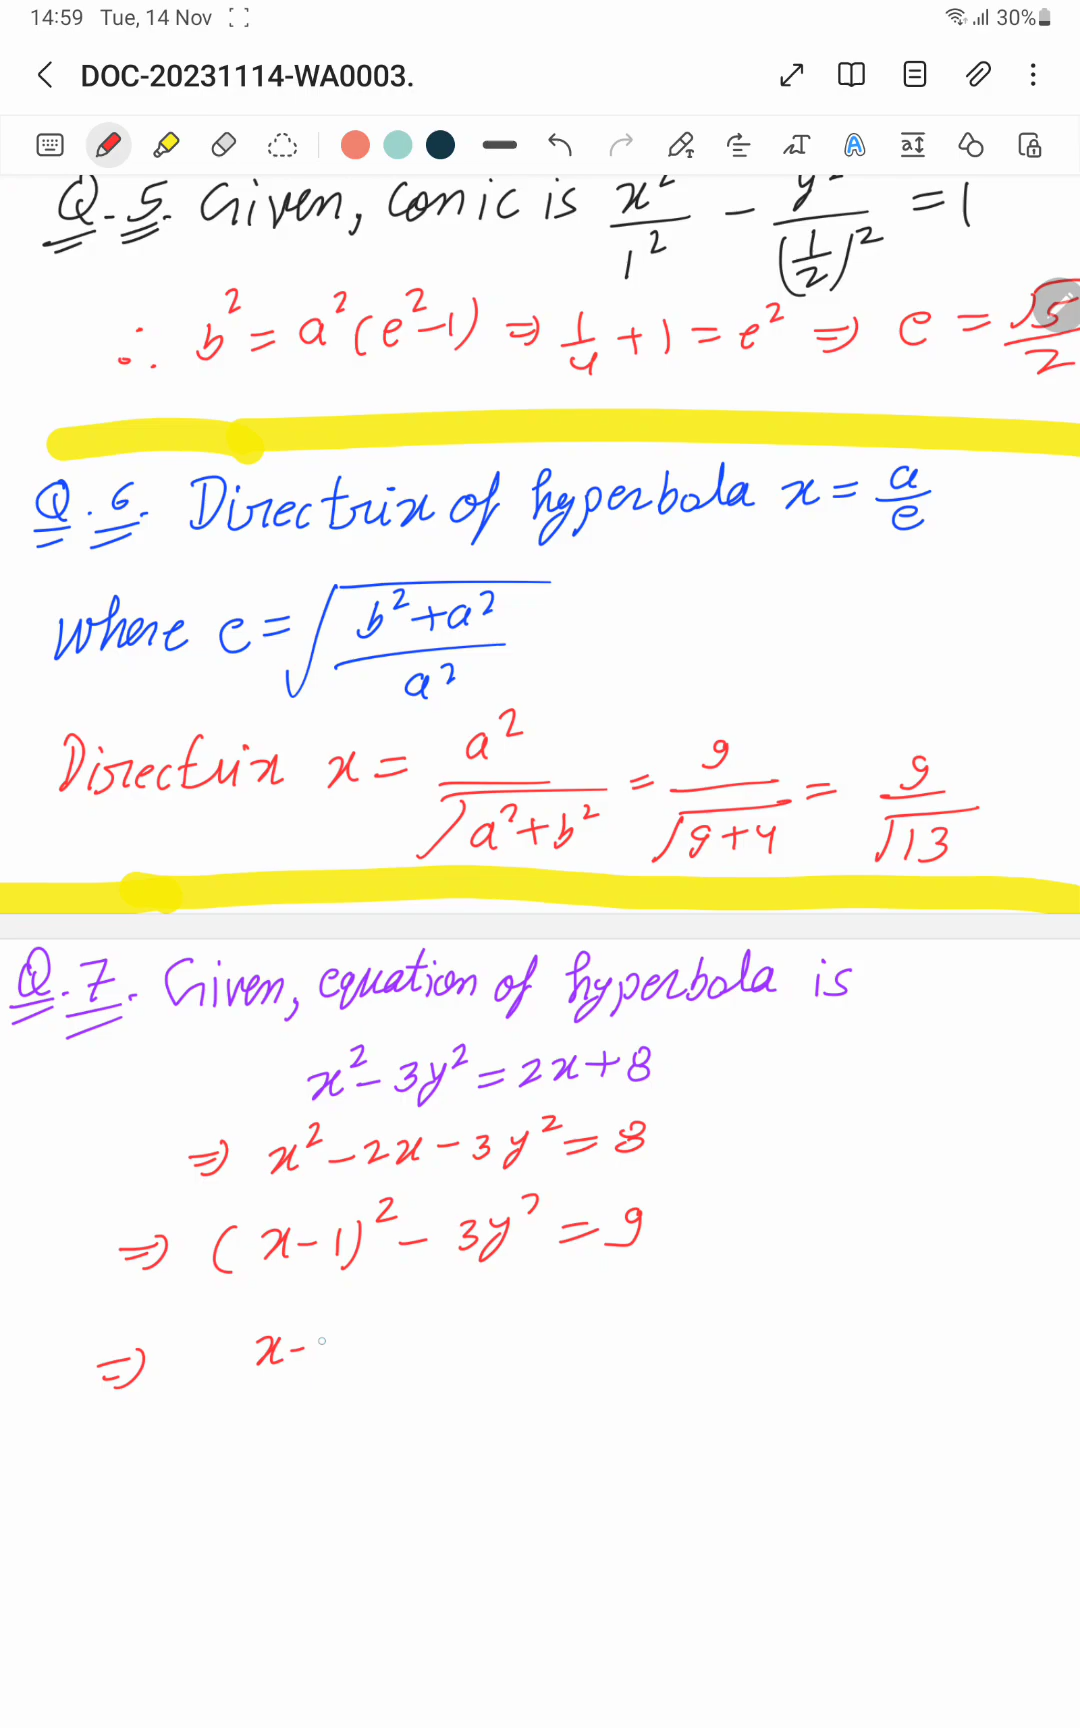 14:59 Tue, 14 Nov 30%
DOC-20231114-WA0003.
Q.5. Given, Conic is x²/1² - y²/(1/2)² = 1
∴ b² = a²(e²-1) ⇒ 1/4 + 1 = e² ⇒ e = √5/2
Q.6. Directrix of hyperbola x = a/e
where e = √((b²+a²)/a²)
Directrix x = a²/√(a²+b²) = 9/√(9+4) = 9/√13
Q.7. Given, equation of hyperbola is
x² - 3y² = 2x + 8
⇒ x² - 2x - 3y² = 8
⇒ (x-1)² - 3y² = 9
⇒ x-